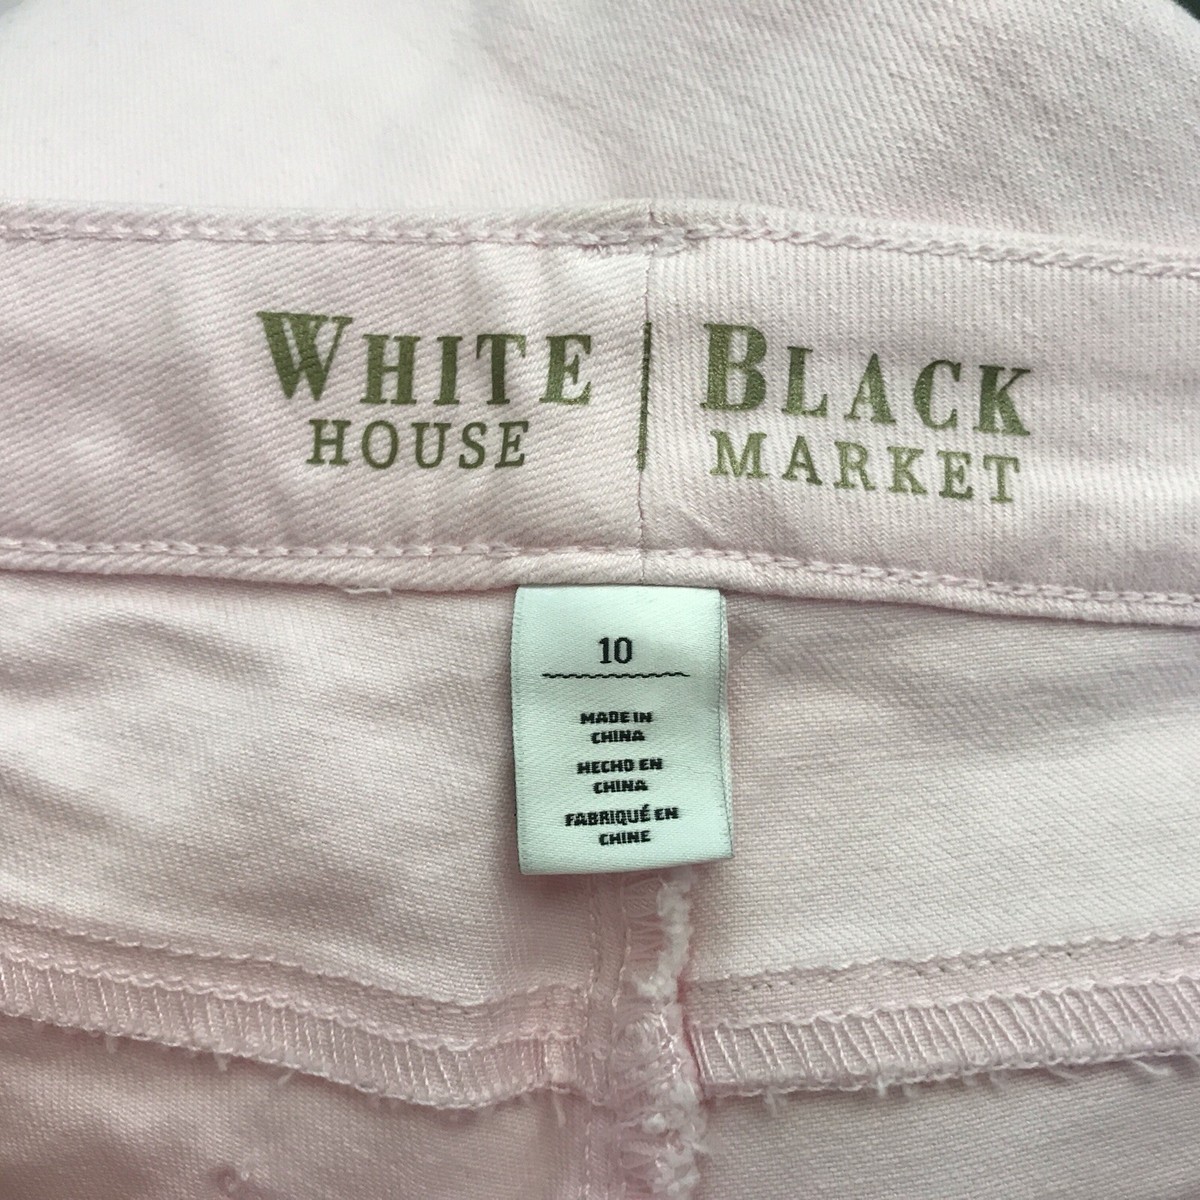 WHITE BLACK
HOUSE MARKET
10
MADE IN
CHINA
HECHO EN
CHINA
FABRIQUÉ EN
CHINE